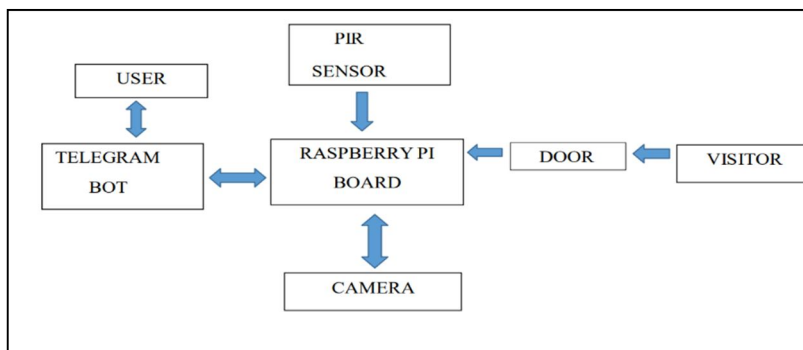 PIR
SENSOR
USER
TELEGRAM
BOT
RASPBERRY PI
BOARD
DOOR
VISITOR
CAMERA